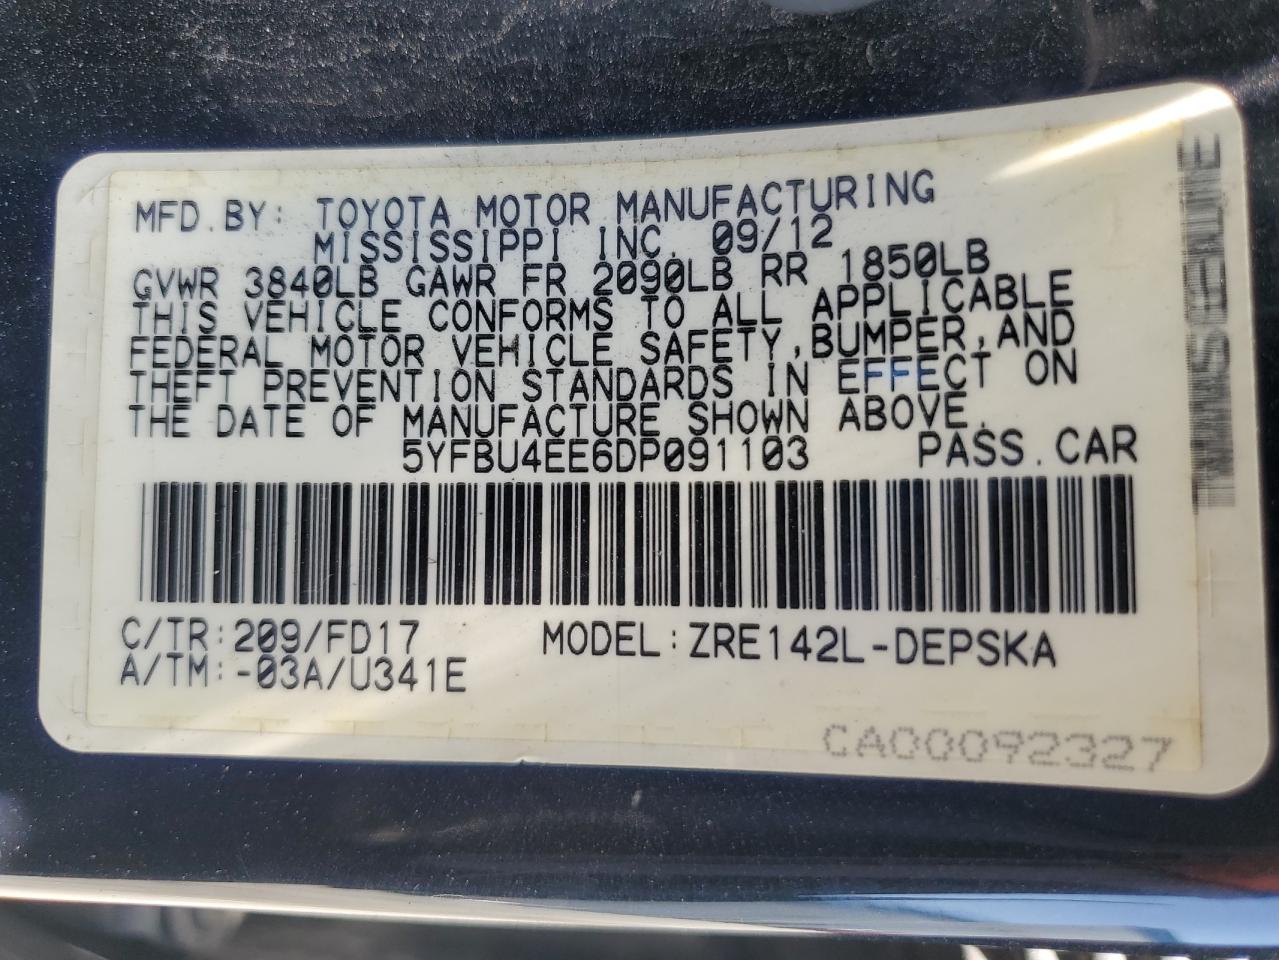 MFD.BY: TOYOTA MOTOR MANUFACTURING
MISSISSIPPI INC. 09/12
GVWR 3840LB GAWR FR 2090LB RR 1850LB
THIS VEHICLE CONFORMS TO ALL APPLICABLE
FEDERAL MOTOR VEHICLE SAFETY,BUMPER,AND
THEFT PREVENTION STANDARDS IN EFFECT ON
THE DATE OF MANUFACTURE SHOWN ABOVE.
5YFBU4EE6DP091103 PASS.CAR
C/TR:209/FD17 MODEL:ZRE142L-DEPSKA
A/TM:-03A/U341E
CA00092327